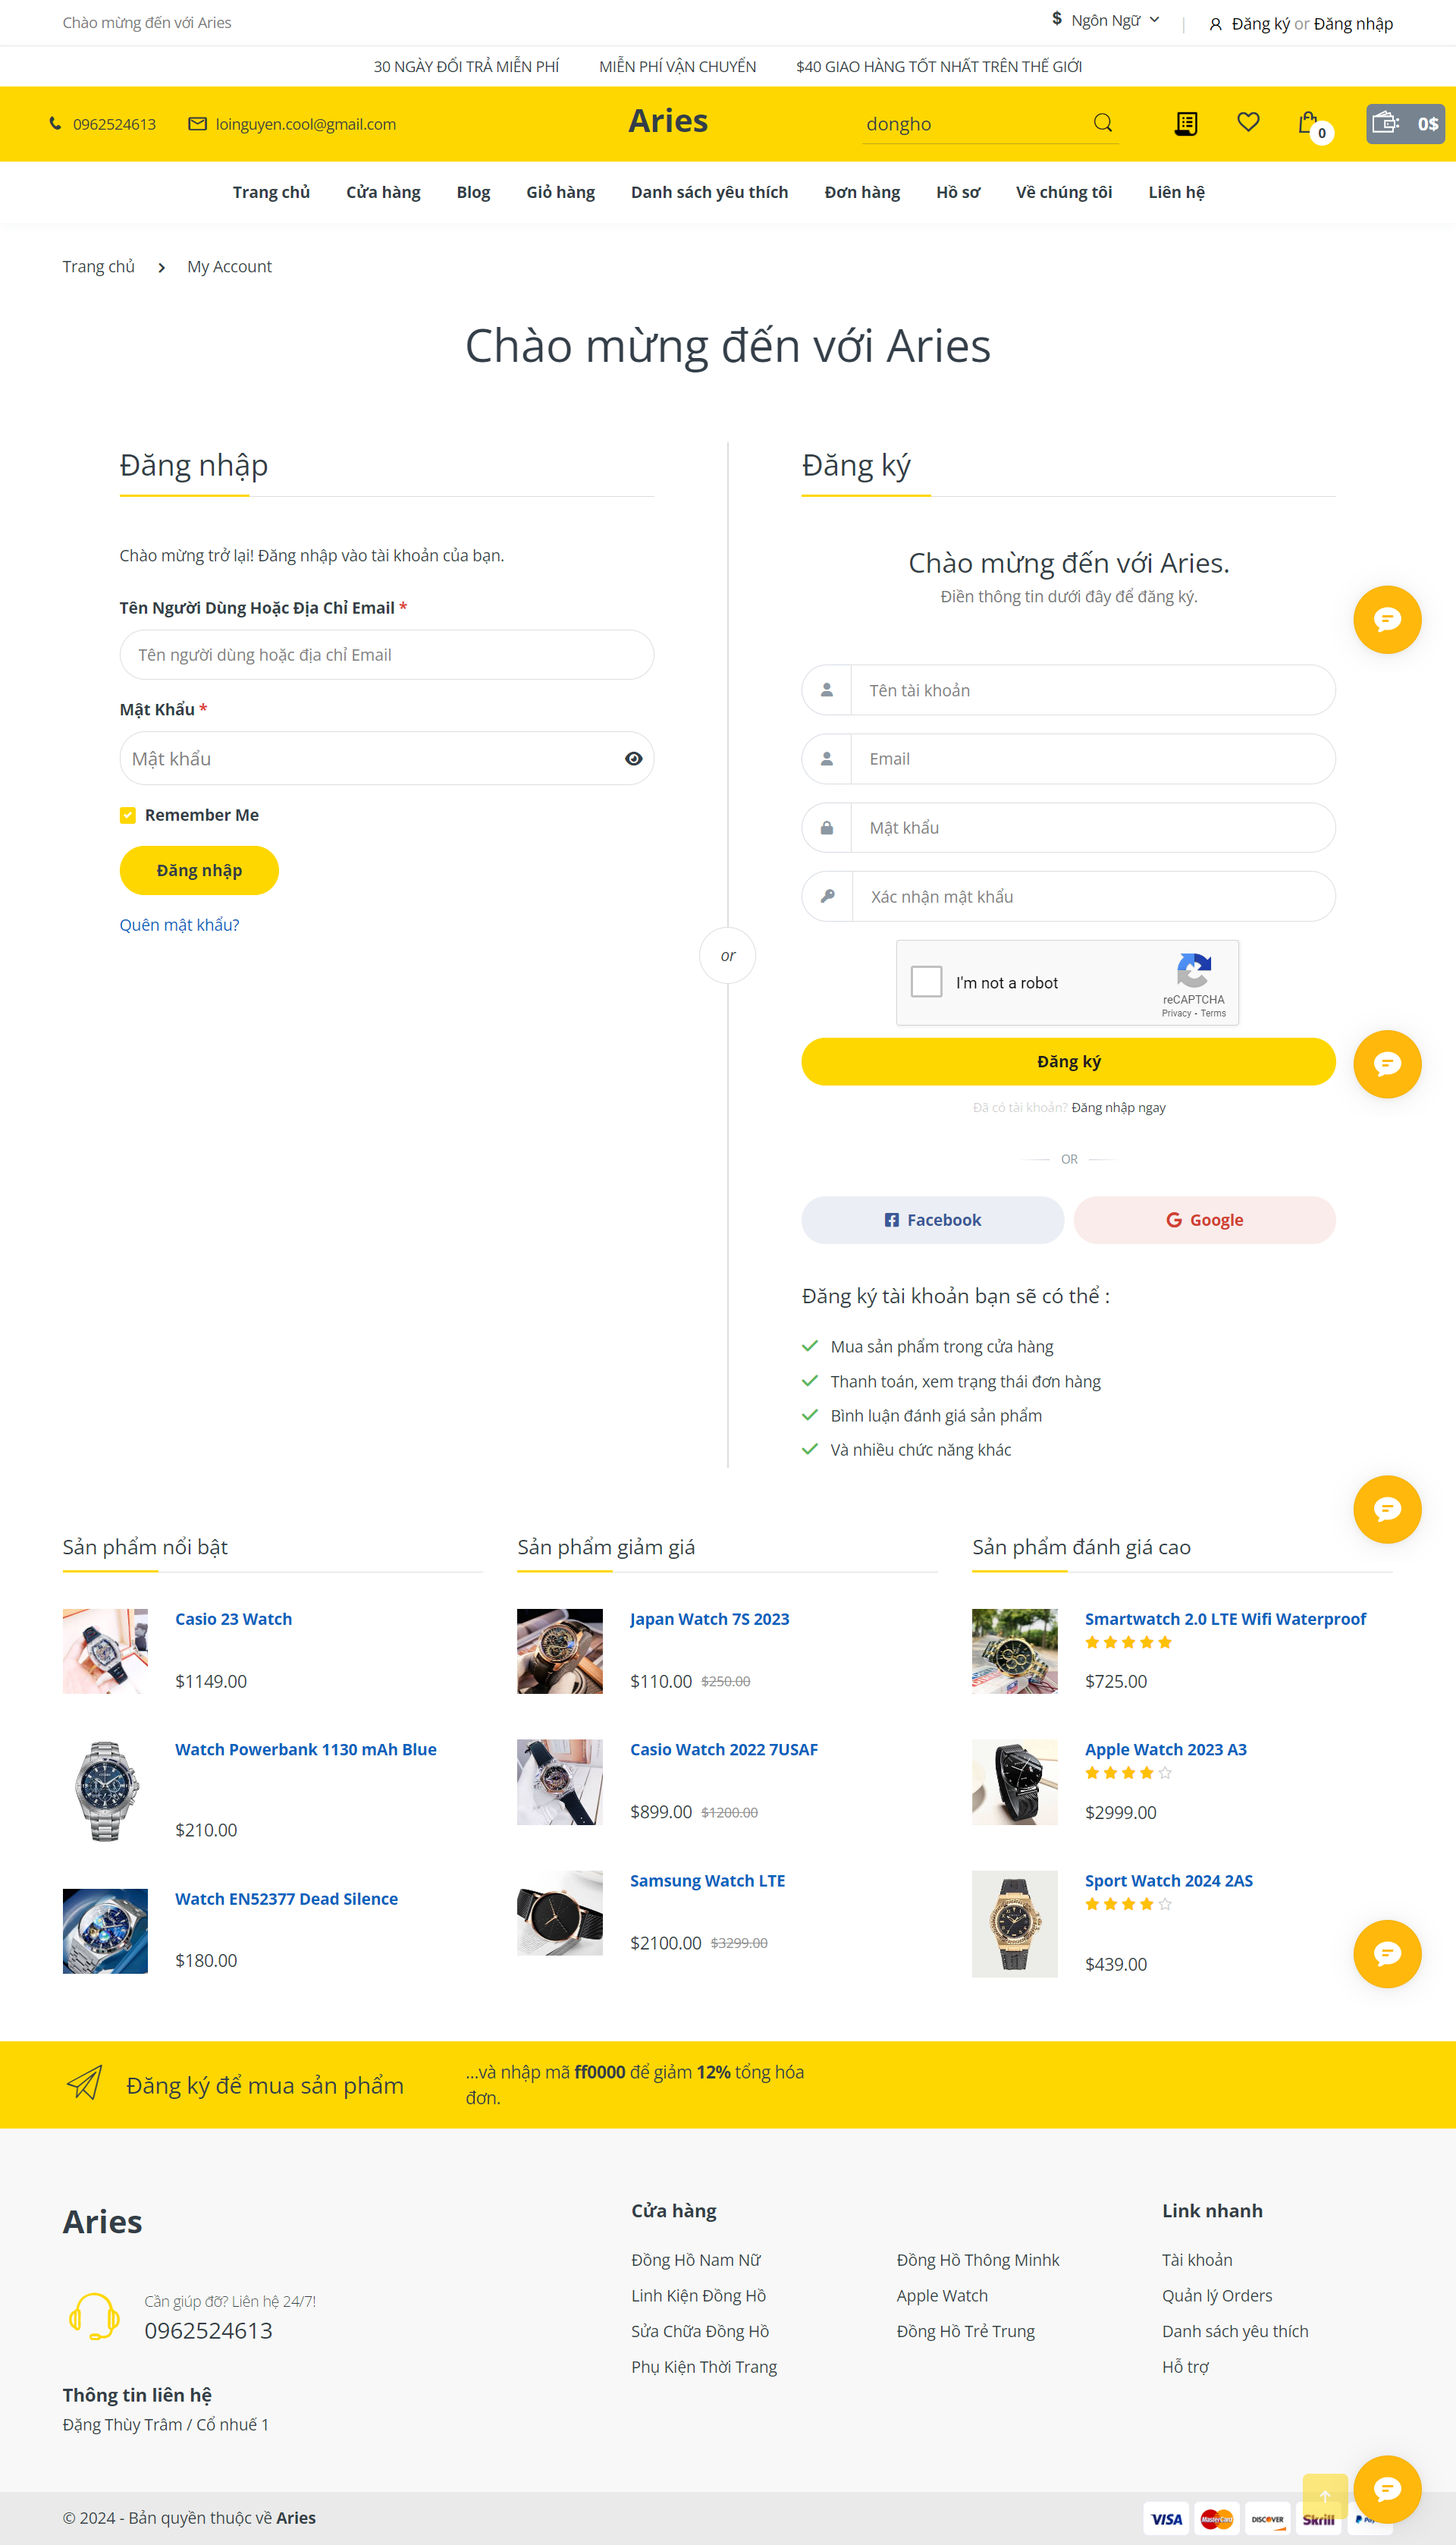 Chào mừng đến với Aries
$ Ngôn Ngữ
Đăng ký or Đăng nhập
30 NGÀY ĐỔI TRẢ MIỄN PHÍ MIỄN PHÍ VẬN CHUYỂN $40 GIAO HÀNG TỐT NHẤT TRÊN THẾ GIỚI
0962524613 loinguyen.cool@gmail.com Aries dongho 0 0$
Trang chủ Cửa hàng Blog Giỏ hàng Danh sách yêu thích Đơn hàng Hồ sơ Về chúng tôi Liên hệ
Trang chủ My Account
Chào mừng đến với Aries
Đăng nhập
Chào mừng trở lại! Đăng nhập vào tài khoản của bạn.
Tên Người Dùng Hoặc Địa Chỉ Email *
Tên người dùng hoặc địa chỉ Email
Mật Khẩu *
Mật khẩu
Remember Me
Đăng nhập
Quên mật khẩu?
or
Đăng ký
Chào mừng đến với Aries.
Điền thông tin dưới đây để đăng ký.
Tên tài khoản
Email
Mật khẩu
Xác nhận mật khẩu
I'm not a robot
reCAPTCHA
Privacy - Terms
Đăng ký
Đã có tài khoản? Đăng nhập ngay
OR
Facebook Google
Đăng ký tài khoản bạn sẽ có thể :
Mua sản phẩm trong cửa hàng
Thanh toán, xem trạng thái đơn hàng
Bình luận đánh giá sản phẩm
Và nhiều chức năng khác
Sản phẩm nổi bật
Casio 23 Watch
$1149.00
Watch Powerbank 1130 mAh Blue
$210.00
Watch EN52377 Dead Silence
$180.00
Sản phẩm giảm giá
Japan Watch 7S 2023
$110.00 $250.00
Casio Watch 2022 7USAF
$899.00 $1200.00
Samsung Watch LTE
$2100.00 $3299.00
Sản phẩm đánh giá cao
Smartwatch 2.0 LTE Wifi Waterproof
$725.00
Apple Watch 2023 A3
$2999.00
Sport Watch 2024 2AS
$439.00
Đăng ký để mua sản phẩm
...và nhập mã ff0000 để giảm 12% tổng hóa
đơn.
Aries
Cần giúp đỡ? Liên hệ 24/7!
0962524613
Thông tin liên hệ
Đặng Thùy Trâm / Cổ nhuế 1
Cửa hàng
Đồng Hồ Nam Nữ
Linh Kiện Đồng Hồ
Sửa Chữa Đồng Hồ
Phụ Kiện Thời Trang
Đồng Hồ Thông Minhk
Apple Watch
Đồng Hồ Trẻ Trung
Link nhanh
Tài khoản
Quản lý Orders
Danh sách yêu thích
Hỗ trợ
© 2024 - Bản quyền thuộc về Aries
VISA MasterCard DISCOVER Skrill